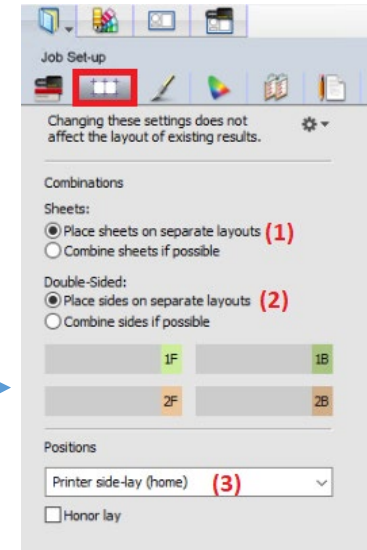 Job Set-up
Changing these settings does not
affect the layout of existing results.
Combinations
Sheets:
Place sheets on separate layouts (1)
Combine sheets if possible
Double-Sided:
Place sides on separate layouts (2)
Combine sides if possible
1F 1B
2F 2B
Positions
Printer side-lay (home) (3)
Honor lay